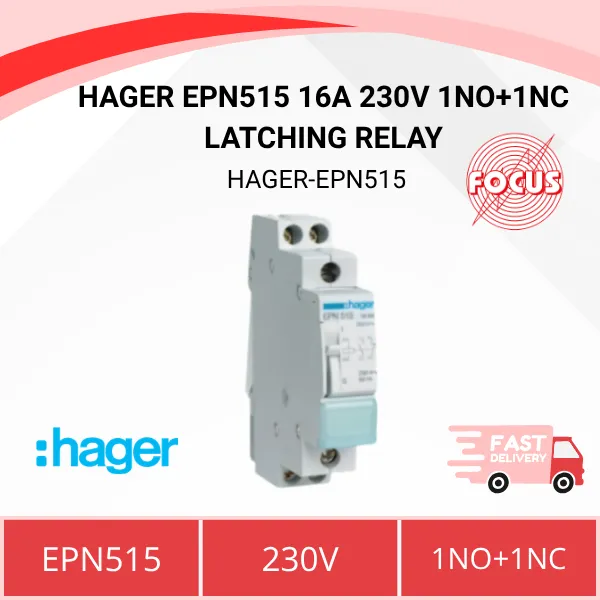 HAGER EPN515 16A 230V 1NO+1NC
LATCHING RELAY
HAGER-EPN515
FOCUS
:hager
EPN 515
:hager
FAST
DELIVERY
EPN515
230V
1NO+1NC